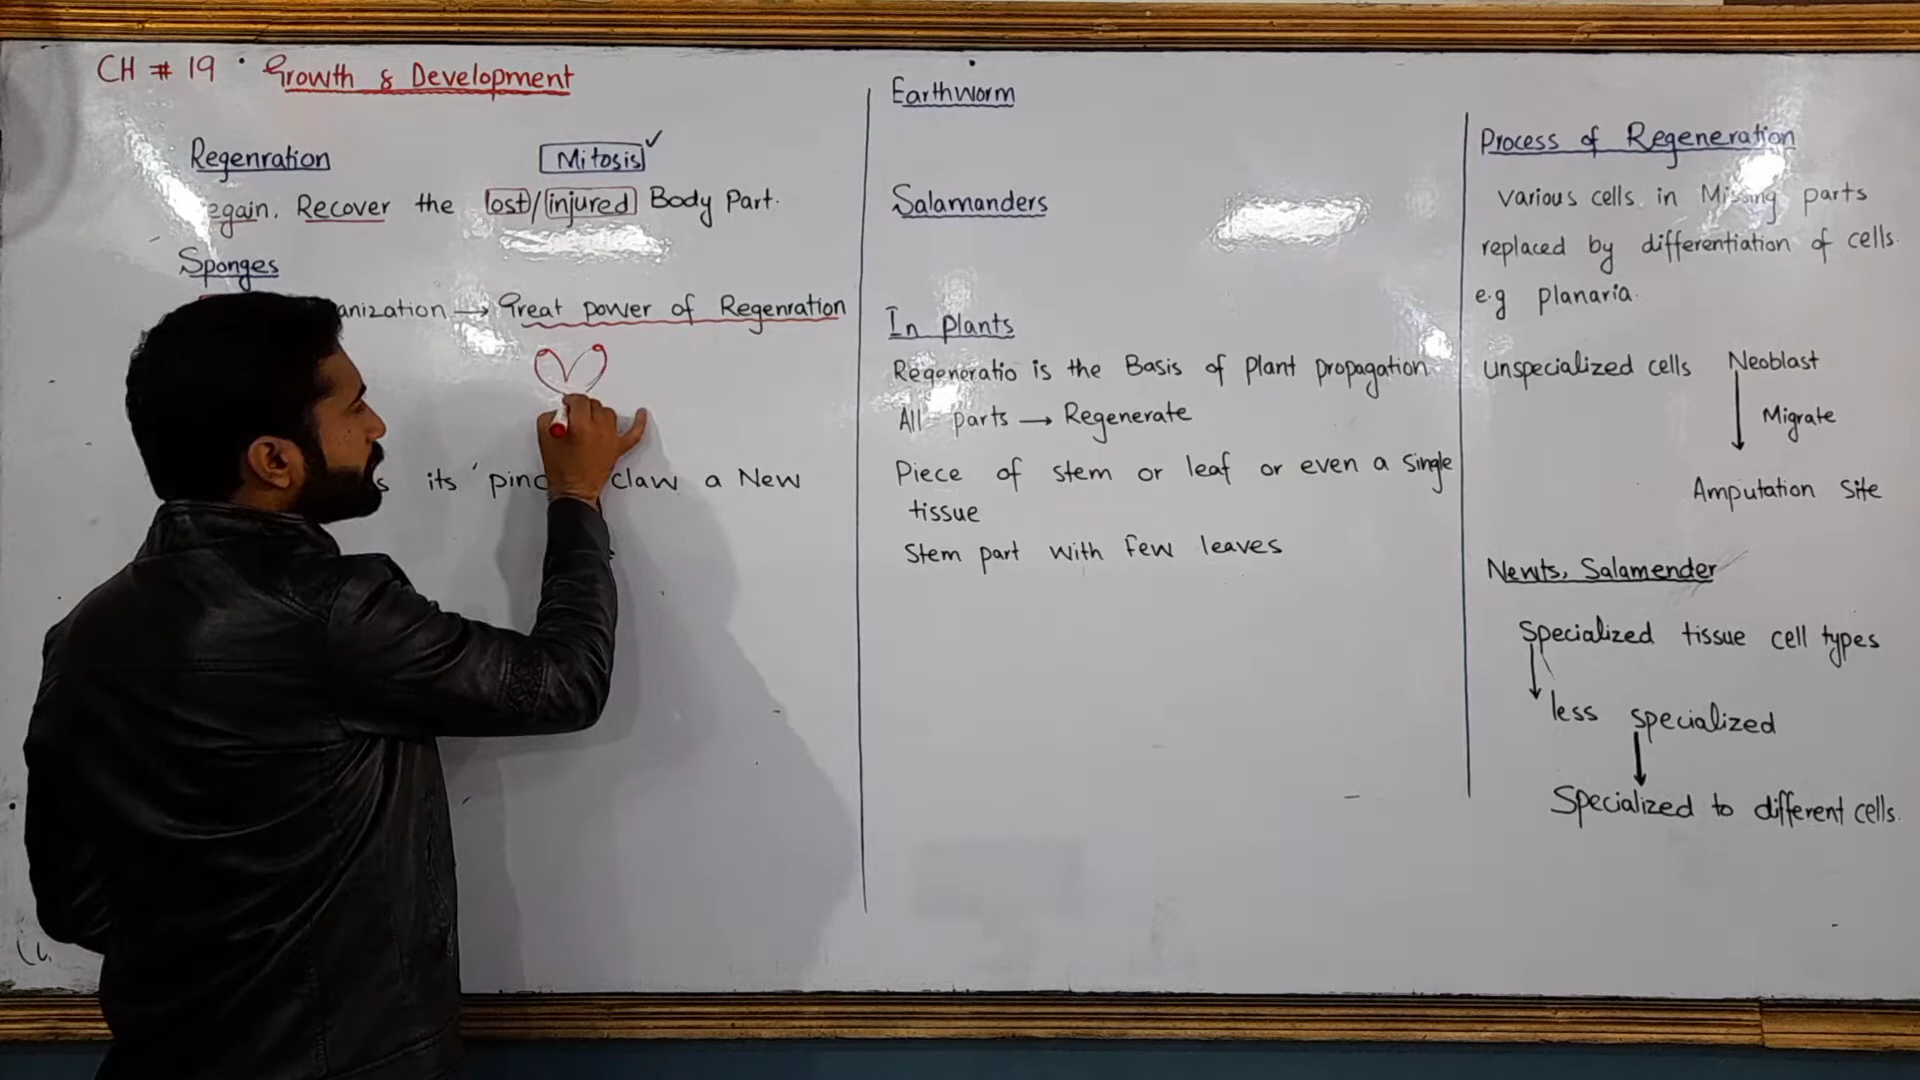 CH # 19 · Growth & Development
Regenration
Mitosis ✓
egain. Recover the lost/injured Body Part.
Sponges
anization → Great power of Regenration
s its pinc claw a New
Earthworm
Salamanders
In plants
Regeneratio is the Basis of plant propagation.
All parts → Regenerate
Piece of stem or leaf or even a single
tissue
Stem part with few leaves
Process of Regeneration
Various cells in Missing parts
replaced by differentiation of cells.
e.g planaria.
unspecialized cells Neoblast
Migrate
Amputation Site
Newts, Salamender
Specialized tissue cell types
less specialized
Specialized to different cells.